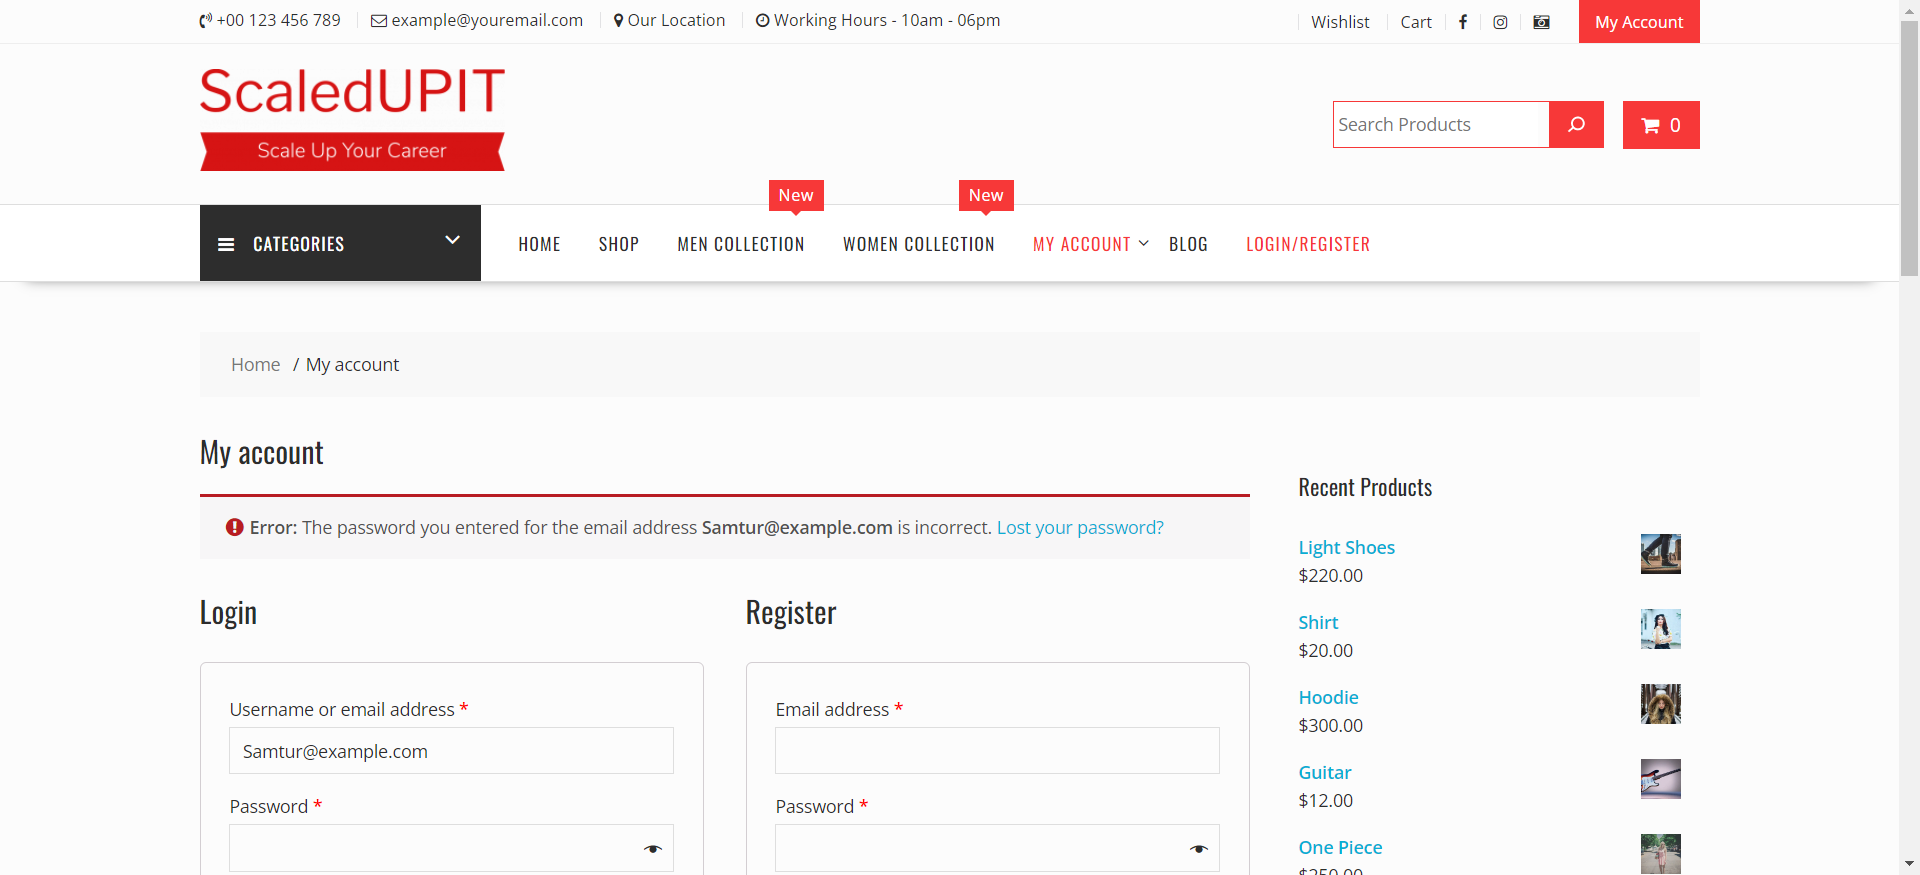 +00 123 456 789 example@youremail.com Our Location Working Hours - 10am - 06pm Wishlist Cart My Account
ScaledUPIT
Scale Up Your Career
Search Products 0
New New
CATEGORIES HOME SHOP MEN COLLECTION WOMEN COLLECTION MY ACCOUNT BLOG LOGIN/REGISTER
Home / My account
My account
Error: The password you entered for the email address Samtur@example.com is incorrect. Lost your password?
Login
Username or email address *
Samtur@example.com
Password *
Register
Email address *
Password *
Recent Products
Light Shoes
$220.00
Shirt
$20.00
Hoodie
$300.00
Guitar
$12.00
One Piece